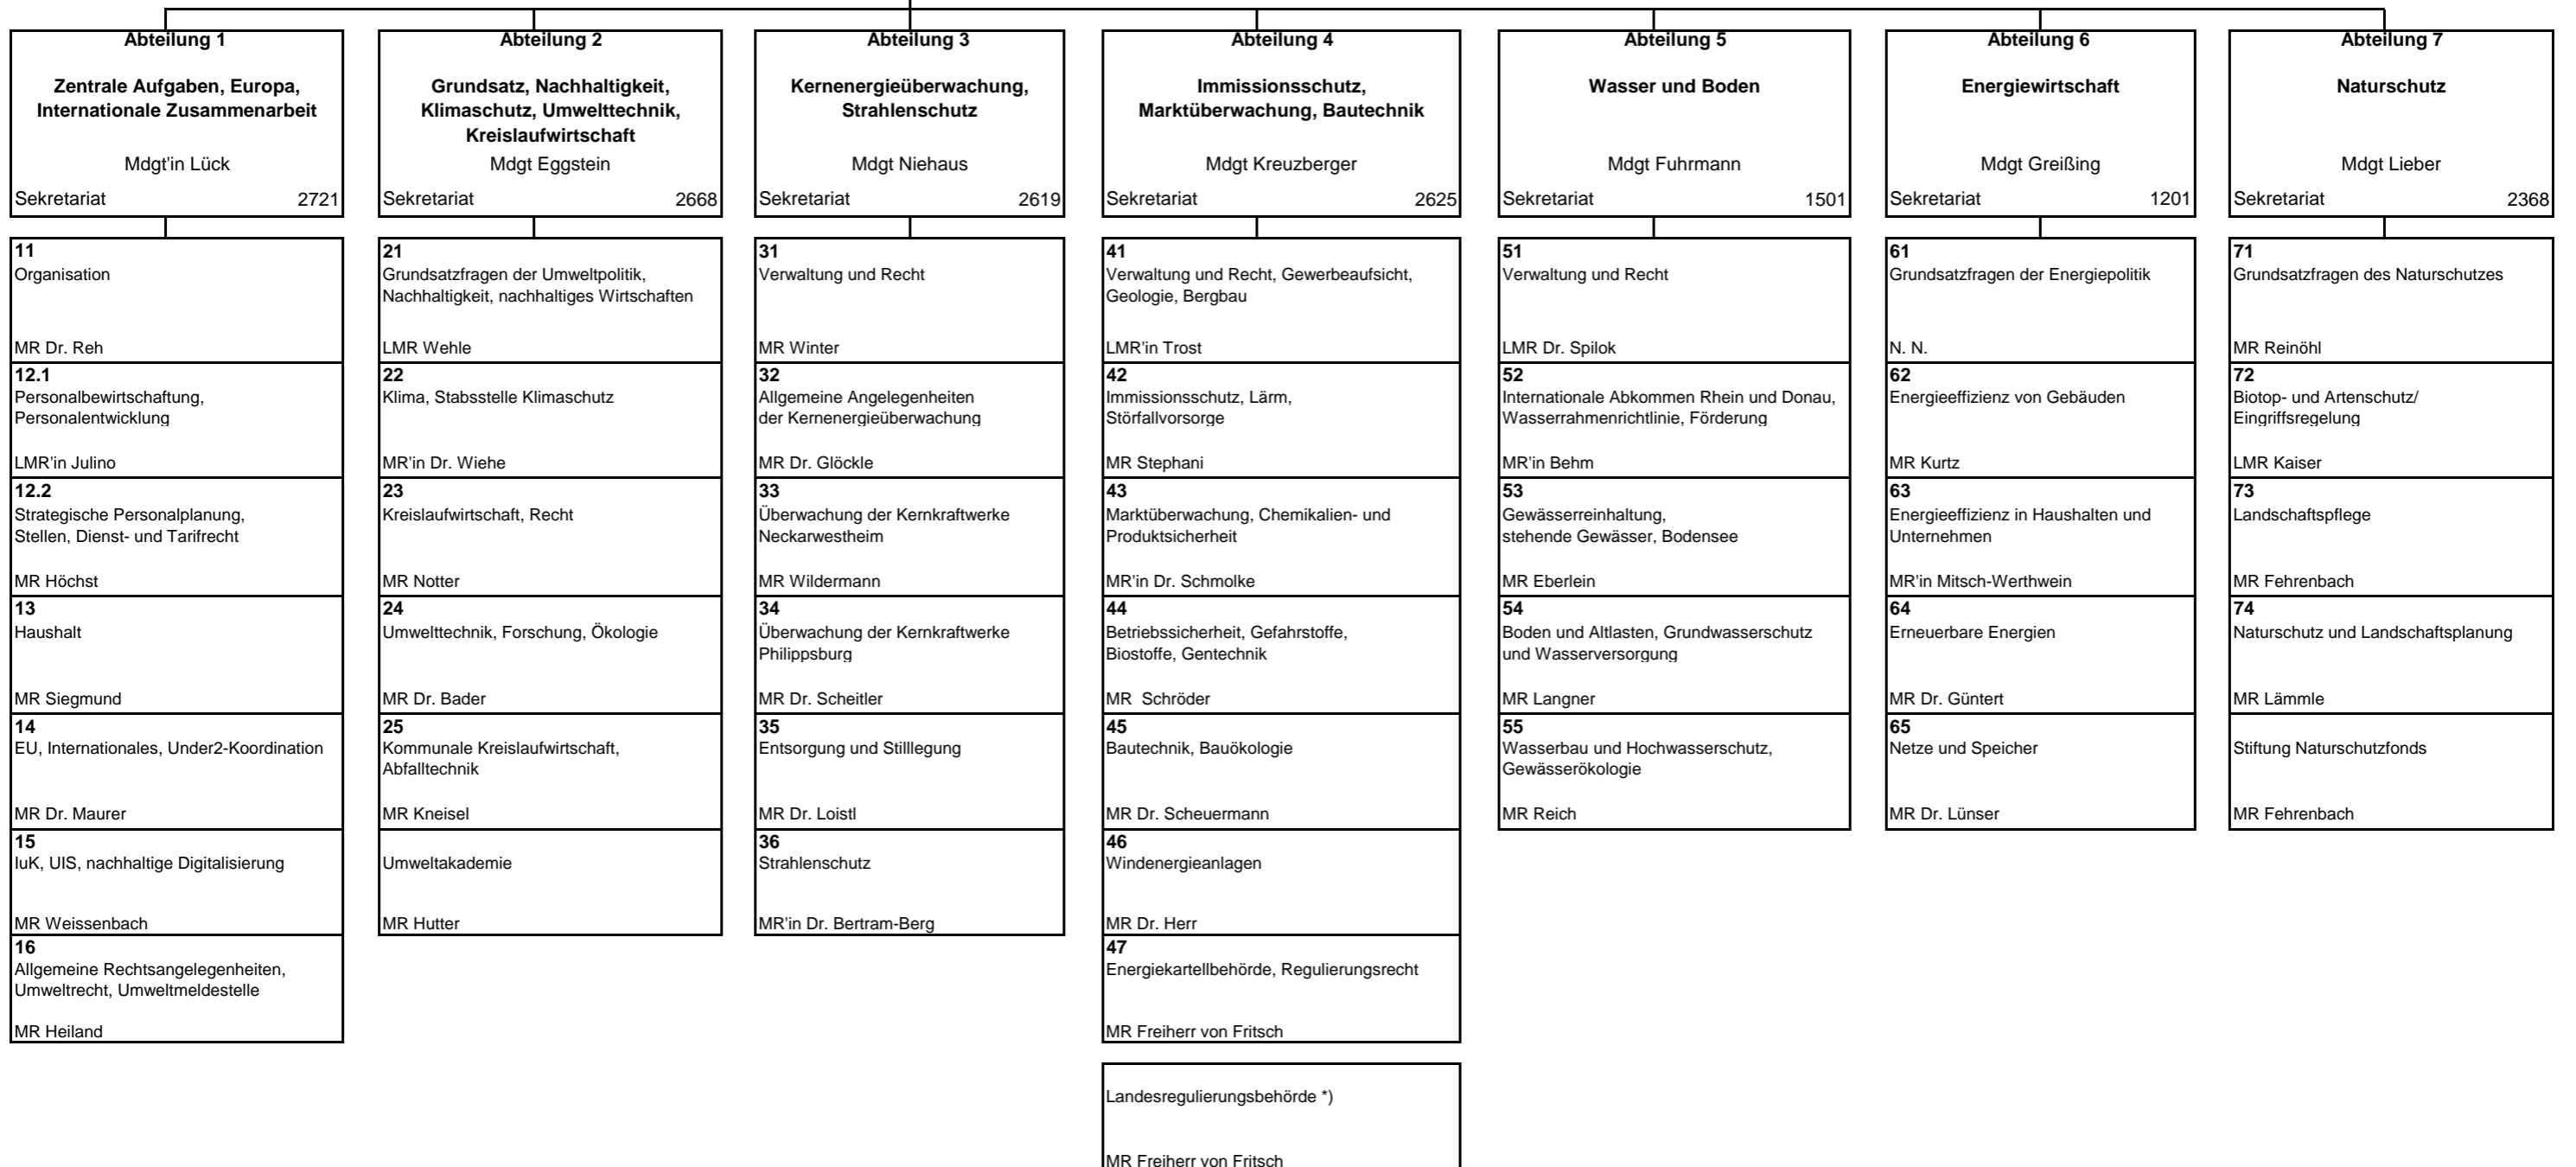 Abteilung 1
Zentrale Aufgaben, Europa,
Internationale Zusammenarbeit
Mdgt'in Lück
Sekretariat 2721
11
Organisation
MR Dr. Reh
12.1
Personalbewirtschaftung,
Personalentwicklung
LMR'in Julino
12.2
Strategische Personalplanung,
Stellen, Dienst- und Tarifrecht
MR Höchst
13
Haushalt
MR Siegmund
14
EU, Internationales, Under2-Koordination
MR Dr. Maurer
15
IuK, UIS, nachhaltige Digitalisierung
MR Weissenbach
16
Allgemeine Rechtsangelegenheiten,
Umweltrecht, Umweltmeldestelle
MR Heiland
Abteilung 2
Grundsatz, Nachhaltigkeit,
Klimaschutz, Umwelttechnik,
Kreislaufwirtschaft
Mdgt Eggstein
Sekretariat 2668
21
Grundsatzfragen der Umweltpolitik,
Nachhaltigkeit, nachhaltiges Wirtschaften
LMR Wehle
22
Klima, Stabsstelle Klimaschutz
MR'in Dr. Wiehe
23
Kreislaufwirtschaft, Recht
MR Notter
24
Umwelttechnik, Forschung, Ökologie
MR Dr. Bader
25
Kommunale Kreislaufwirtschaft,
Abfalltechnik
MR Kneisel
Umweltakademie
MR Hutter
Abteilung 3
Kernenergieüberwachung,
Strahlenschutz
Mdgt Niehaus
Sekretariat 2619
31
Verwaltung und Recht
MR Winter
32
Allgemeine Angelegenheiten
der Kernenergieüberwachung
MR Dr. Glöckle
33
Überwachung der Kernkraftwerke
Neckarwestheim
MR Wildermann
34
Überwachung der Kernkraftwerke
Philippsburg
MR Dr. Scheitler
35
Entsorgung und Stilllegung
MR Dr. Loistl
36
Strahlenschutz
MR'in Dr. Bertram-Berg
Abteilung 4
Immissionsschutz,
Marktüberwachung, Bautechnik
Mdgt Kreuzberger
Sekretariat 2625
41
Verwaltung und Recht, Gewerbeaufsicht,
Geologie, Bergbau
LMR'in Trost
42
Immissionsschutz, Lärm,
Störfallvorsorge
MR Stephani
43
Marktüberwachung, Chemikalien- und
Produktsicherheit
MR'in Dr. Schmolke
44
Betriebssicherheit, Gefahrstoffe,
Biostoffe, Gentechnik
MR Schröder
45
Bautechnik, Bauökologie
MR Dr. Scheuermann
46
Windenergieanlagen
MR Dr. Herr
47
Energiekartellbehörde, Regulierungsrecht
MR Freiherr von Fritsch
Landesregulierungsbehörde *)
MR Freiherr von Fritsch
Abteilung 5
Wasser und Boden
Mdgt Fuhrmann
Sekretariat 1501
51
Verwaltung und Recht
LMR Dr. Spilok
52
Internationale Abkommen Rhein und Donau,
Wasserrahmenrichtlinie, Förderung
MR'in Behm
53
Gewässerreinhaltung,
stehende Gewässer, Bodensee
MR Eberlein
54
Boden und Altlasten, Grundwasserschutz
und Wasserversorgung
MR Langner
55
Wasserbau und Hochwasserschutz,
Gewässerökologie
MR Reich
Abteilung 6
Energiewirtschaft
Mdgt Greißing
Sekretariat 1201
61
Grundsatzfragen der Energiepolitik
N. N.
62
Energieeffizienz von Gebäuden
MR Kurtz
63
Energieeffizienz in Haushalten und
Unternehmen
MR'in Mitsch-Werthwein
64
Erneuerbare Energien
MR Dr. Güntert
65
Netze und Speicher
MR Dr. Lünser
Abteilung 7
Naturschutz
Mdgt Lieber
Sekretariat 2368
71
Grundsatzfragen des Naturschutzes
MR Reinöhl
72
Biotop- und Artenschutz/
Eingriffsregelung
LMR Kaiser
73
Landschaftspflege
MR Fehrenbach
74
Naturschutz und Landschaftsplanung
MR Lämmle
Stiftung Naturschutzfonds
MR Fehrenbach